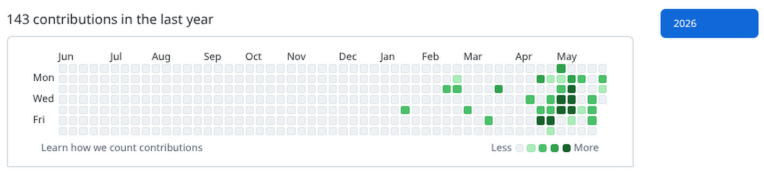 143 contributions in the last year
2026
Jun Jul Aug Sep Oct Nov Dec Jan Feb Mar Apr May
Mon
Wed
Fri
Learn how we count contributions
Less More